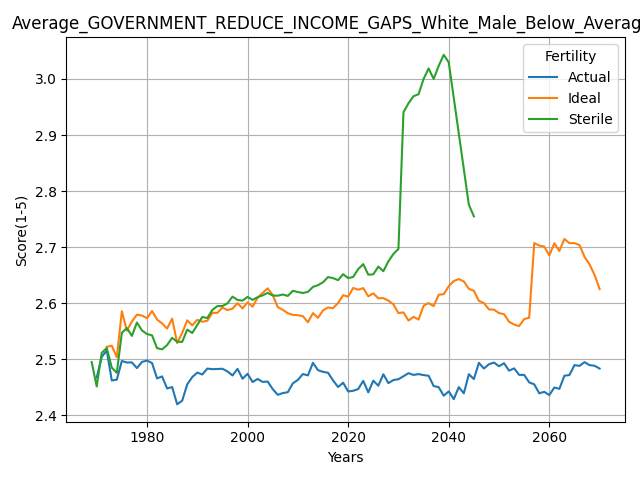 Average_GOVERNMENT_REDUCE_INCOME_GAPS_White_Male_Below_Averag
Fertility
Actual
Ideal
Sterile
Score(1-5)
3.0
2.9
2.8
2.7
2.6
2.5
2.4
1980 2000 2020 2040 2060
Years